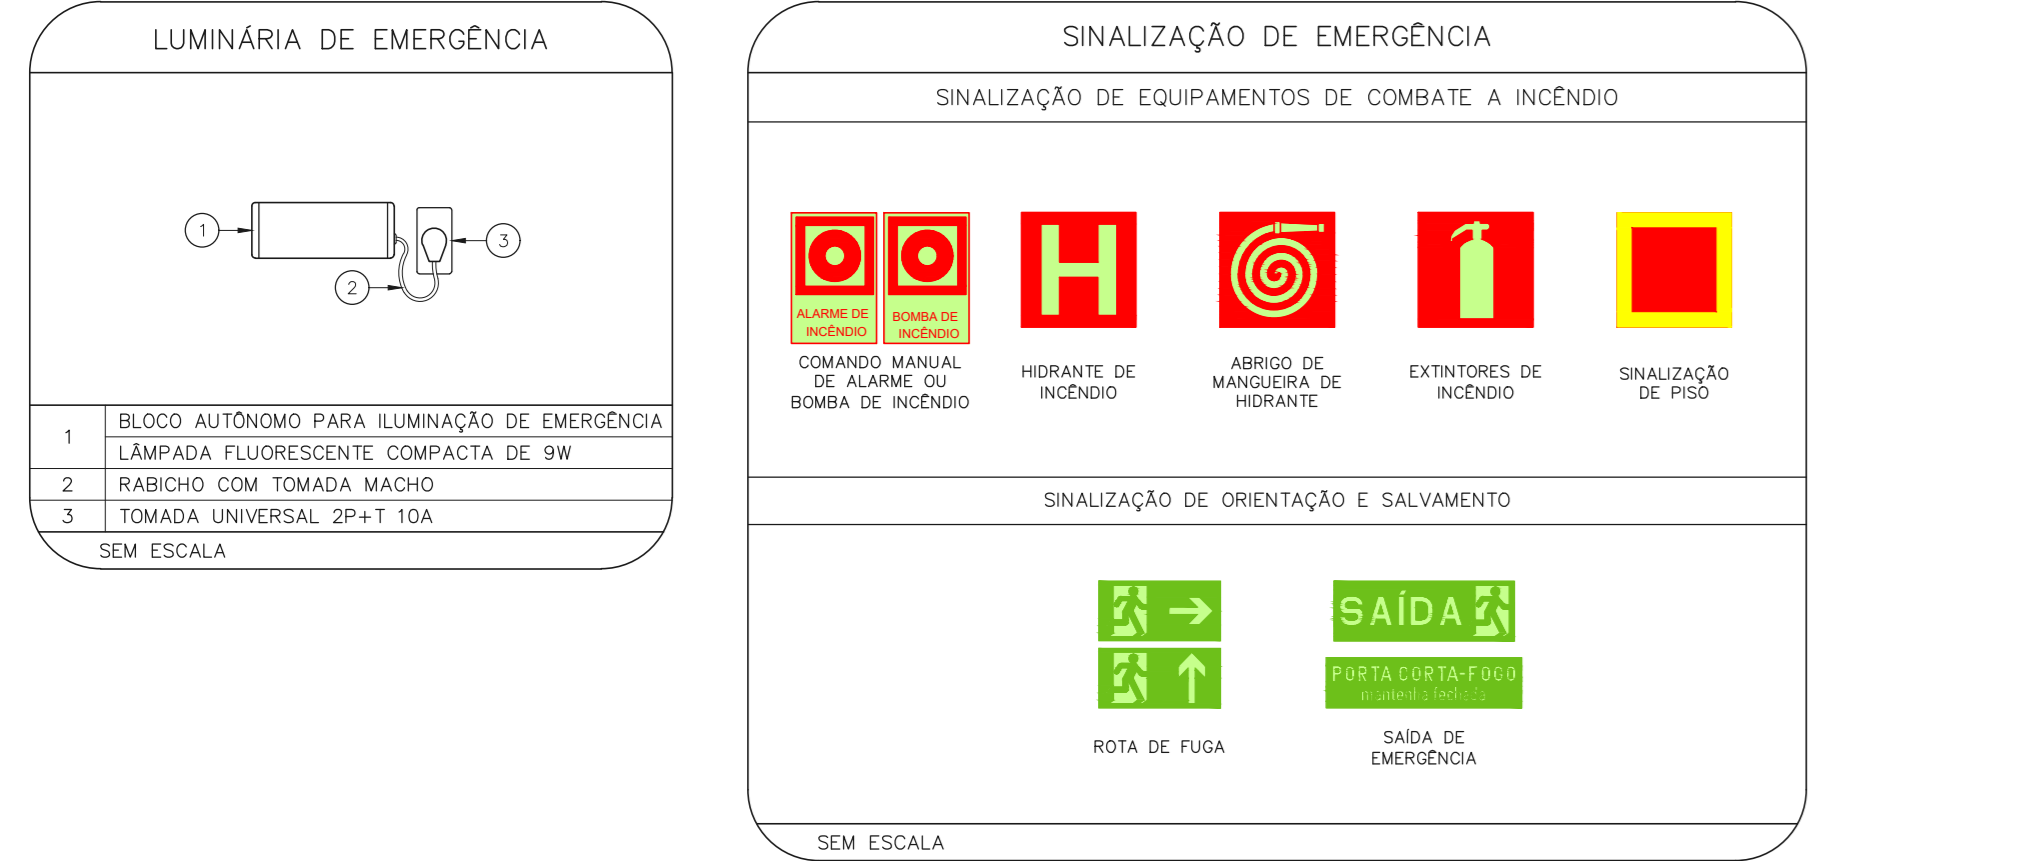 LUMINÁRIA DE EMERGÊNCIA
1
2
3
1
BLOCO AUTÔNOMO PARA ILUMINAÇÃO DE EMERGÊNCIA
LÂMPADA FLUORESCENTE COMPACTA DE 9W
2 RABICHO COM TOMADA MACHO
3 TOMADA UNIVERSAL 2P+T 10A
SEM ESCALA
SINALIZAÇÃO DE EMERGÊNCIA
SINALIZAÇÃO DE EQUIPAMENTOS DE COMBATE A INCÊNDIO
ALARME DE
INCÊNDIO
BOMBA DE
INCÊNDIO
COMANDO MANUAL
DE ALARME OU
BOMBA DE INCÊNDIO
H
HIDRANTE DE
INCÊNDIO
ABRIGO DE
MANGUEIRA DE
HIDRANTE
EXTINTORES DE
INCÊNDIO
SINALIZAÇÃO
DE PISO
SINALIZAÇÃO DE ORIENTAÇÃO E SALVAMENTO
ROTA DE FUGA
SAÍDA
PORTA CORTA-FOGO
mantenha fechada
SAÍDA DE
EMERGÊNCIA
SEM ESCALA